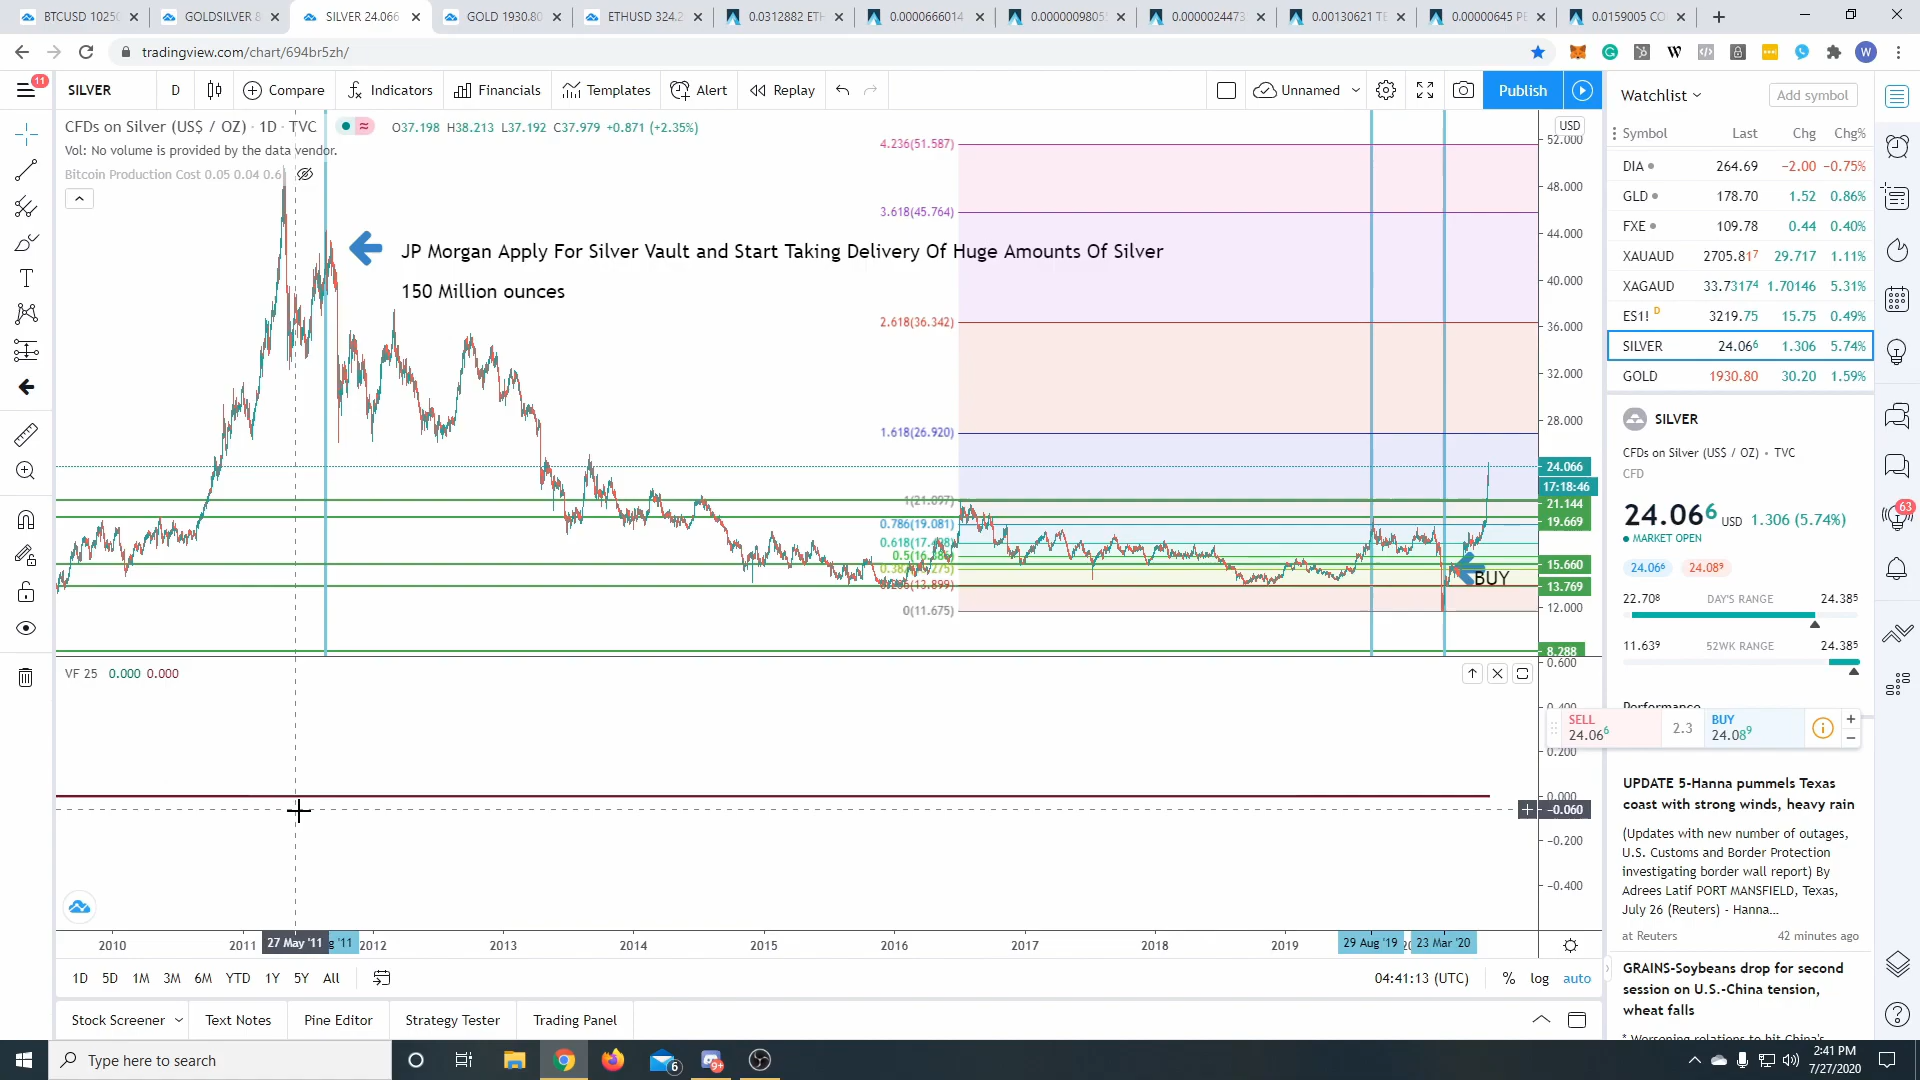 BTCUSD 1025
GOLDSILVER 8
SILVER 24.066
GOLD 1930.80
ETHUSD 324.2
0.0312882 ETH
0.0000666014
0.0000000980
0.0000024473
0.00130621 TE
0.00000645 PE
0.0159005 CO
tradingview.com/chart/694br5zh/
W
11
SILVER
D
Compare
Indicators
Financials
Templates
Alert
Replay
Unnamed
Publish
CFDs on Silver (US$ / OZ) · 1D · TVC
O37.198 H38.213 L37.192 C37.979 +0.871 (+2.35%)
Vol: No volume is provided by the data vendor.
Bitcoin Production Cost 0.05 0.04 0.6
JP Morgan Apply For Silver Vault and Start Taking Delivery Of Huge Amounts Of Silver
150 Million ounces
4.236(51.587)
3.618(45.764)
2.618(36.342)
1.618(26.920)
1(21.097)
0.786(19.081)
0(11.675)
BUY
USD
52.000
48.000
44.000
40.000
36.000
32.000
28.000
24.066
17:18:46
21.144
19.669
15.660
13.769
12.000
8.288
VF 25 0.000 0.000
0.600
0.400
0.200
0.000
−0.060
−0.200
−0.400
2010
2011
27 May '11
2012
2013
2014
2015
2016
2017
2018
2019
29 Aug '19
23 Mar '20
1D 5D 1M 3M 6M YTD 1Y 5Y All
04:41:13 (UTC)
% log auto
Stock Screener
Text Notes
Pine Editor
Strategy Tester
Trading Panel
Watchlist
Add symbol
Symbol Last Chg Chg%
DIA 264.69 −2.00 −0.75%
GLD 178.70 1.52 0.86%
FXE 109.78 0.44 0.40%
XAUAUD 2705.817 29.717 1.11%
XAGAUD 33.73174 1.70146 5.31%
ES1! D 3219.75 15.75 0.49%
SILVER 24.066 1.306 5.74%
GOLD 1930.80 30.20 1.59%
SILVER
CFDs on Silver (US$ / OZ) • TVC
CFD
24.066 USD 1.306 (5.74%)
MARKET OPEN
24.066 24.089
22.708 DAY'S RANGE 24.385
11.639 52WK RANGE 24.385
Performance
SELL
24.066
2.3
BUY
24.089
UPDATE 5-Hanna pummels Texas
coast with strong winds, heavy rain
(Updates with new number of outages,
U.S. Customs and Border Protection
investigating border wall report) By
Adrees Latif PORT MANSFIELD, Texas,
July 26 (Reuters) - Hanna...
at Reuters 42 minutes ago
GRAINS-Soybeans drop for second
session on U.S.-China tension,
wheat falls
* Worsening relations to hit China's
63
Type here to search
6
9+
2:41 PM
7/27/2020